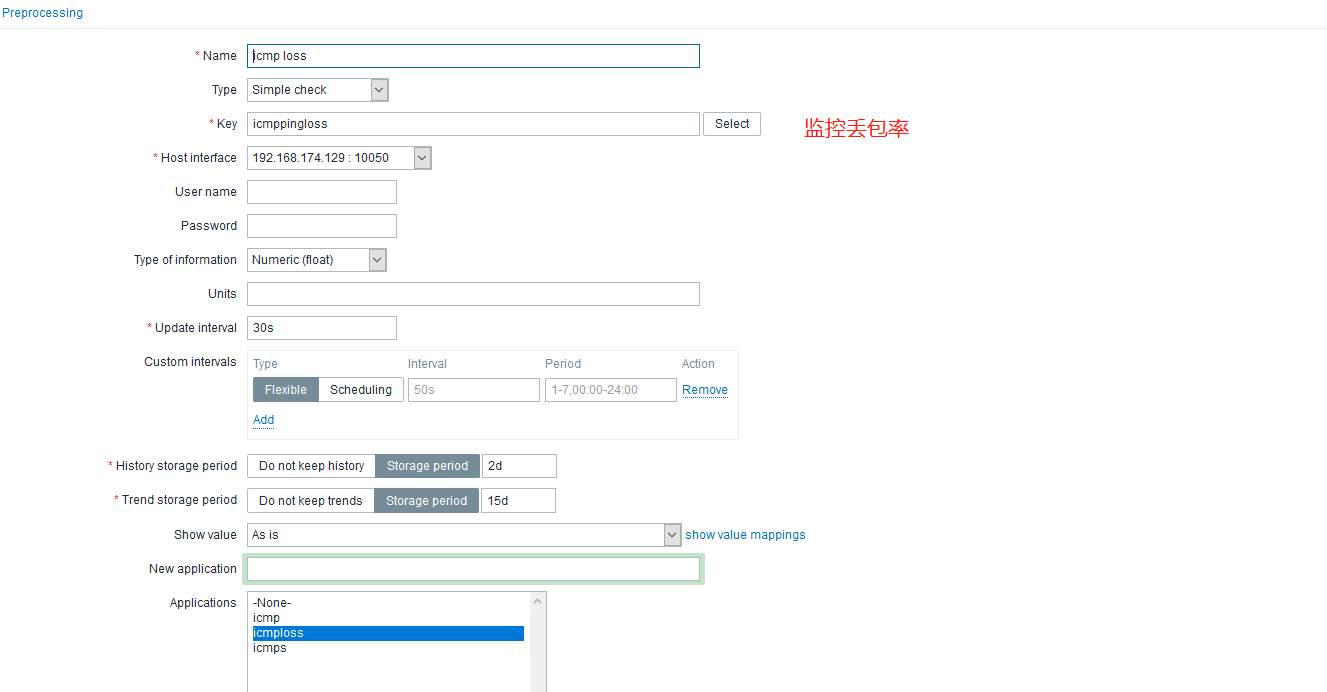 Preprocessing
* Name icmp loss
Type Simple check
* Key icmppingloss Select 监控丢包率
* Host interface 192.168.174.129 : 10050
User name
Password
Type of information Numeric (float)
Units
* Update interval 30s
Custom intervals Type Interval Period Action
Flexible Scheduling 50s 1-7,00:00-24:00 Remove
Add
* History storage period Do not keep history Storage period 2d
* Trend storage period Do not keep trends Storage period 15d
Show value As is show value mappings
New application
Applications -None-
icmp
icmploss
icmps